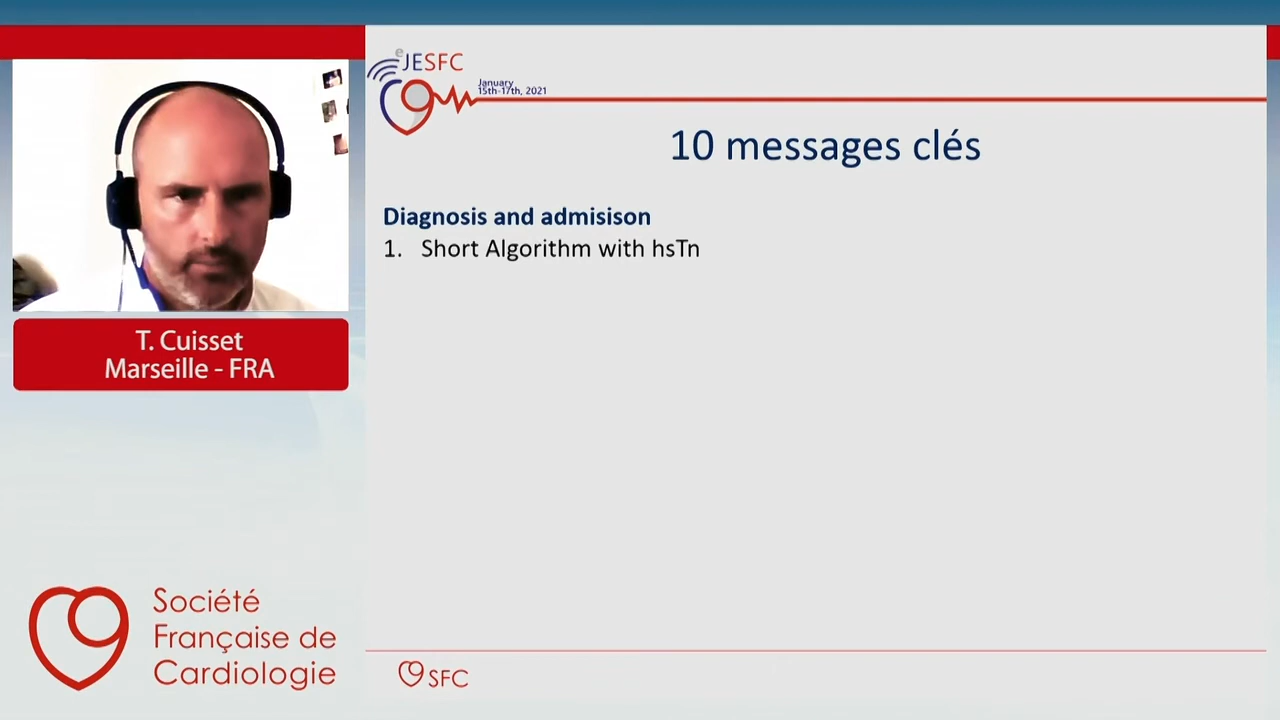 eJESFC
January
15th-17th, 2021
10 messages clés
Diagnosis and admisison
1. Short Algorithm with hsTn
T. Cuisset
Marseille - FRA
Société
Française de
Cardiologie
SFC